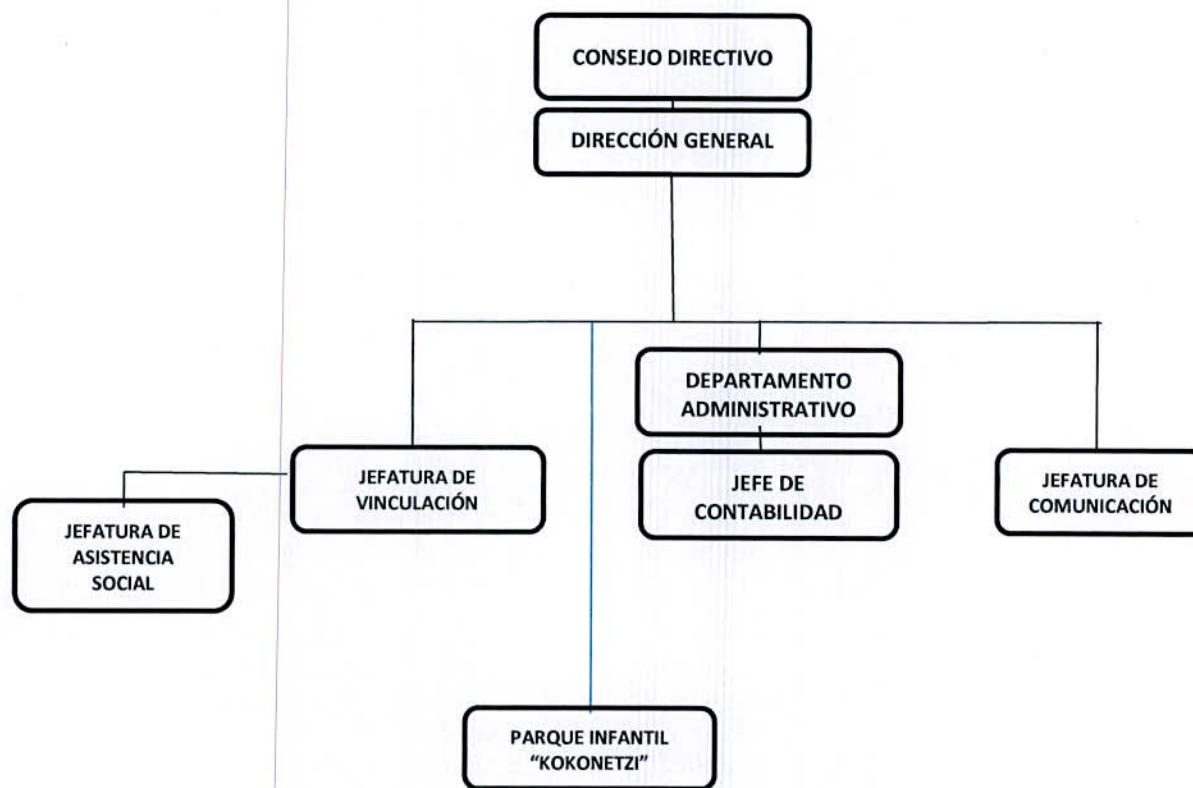 CONSEJO DIRECTIVO
DIRECCIÓN GENERAL
DEPARTAMENTO
ADMINISTRATIVO
JEFATURA DE
VINCULACIÓN
JEFE DE
CONTABILIDAD
JEFATURA DE
COMUNICACIÓN
JEFATURA DE
ASISTENCIA
SOCIAL
PARQUE INFANTIL
“KOKONETZI”